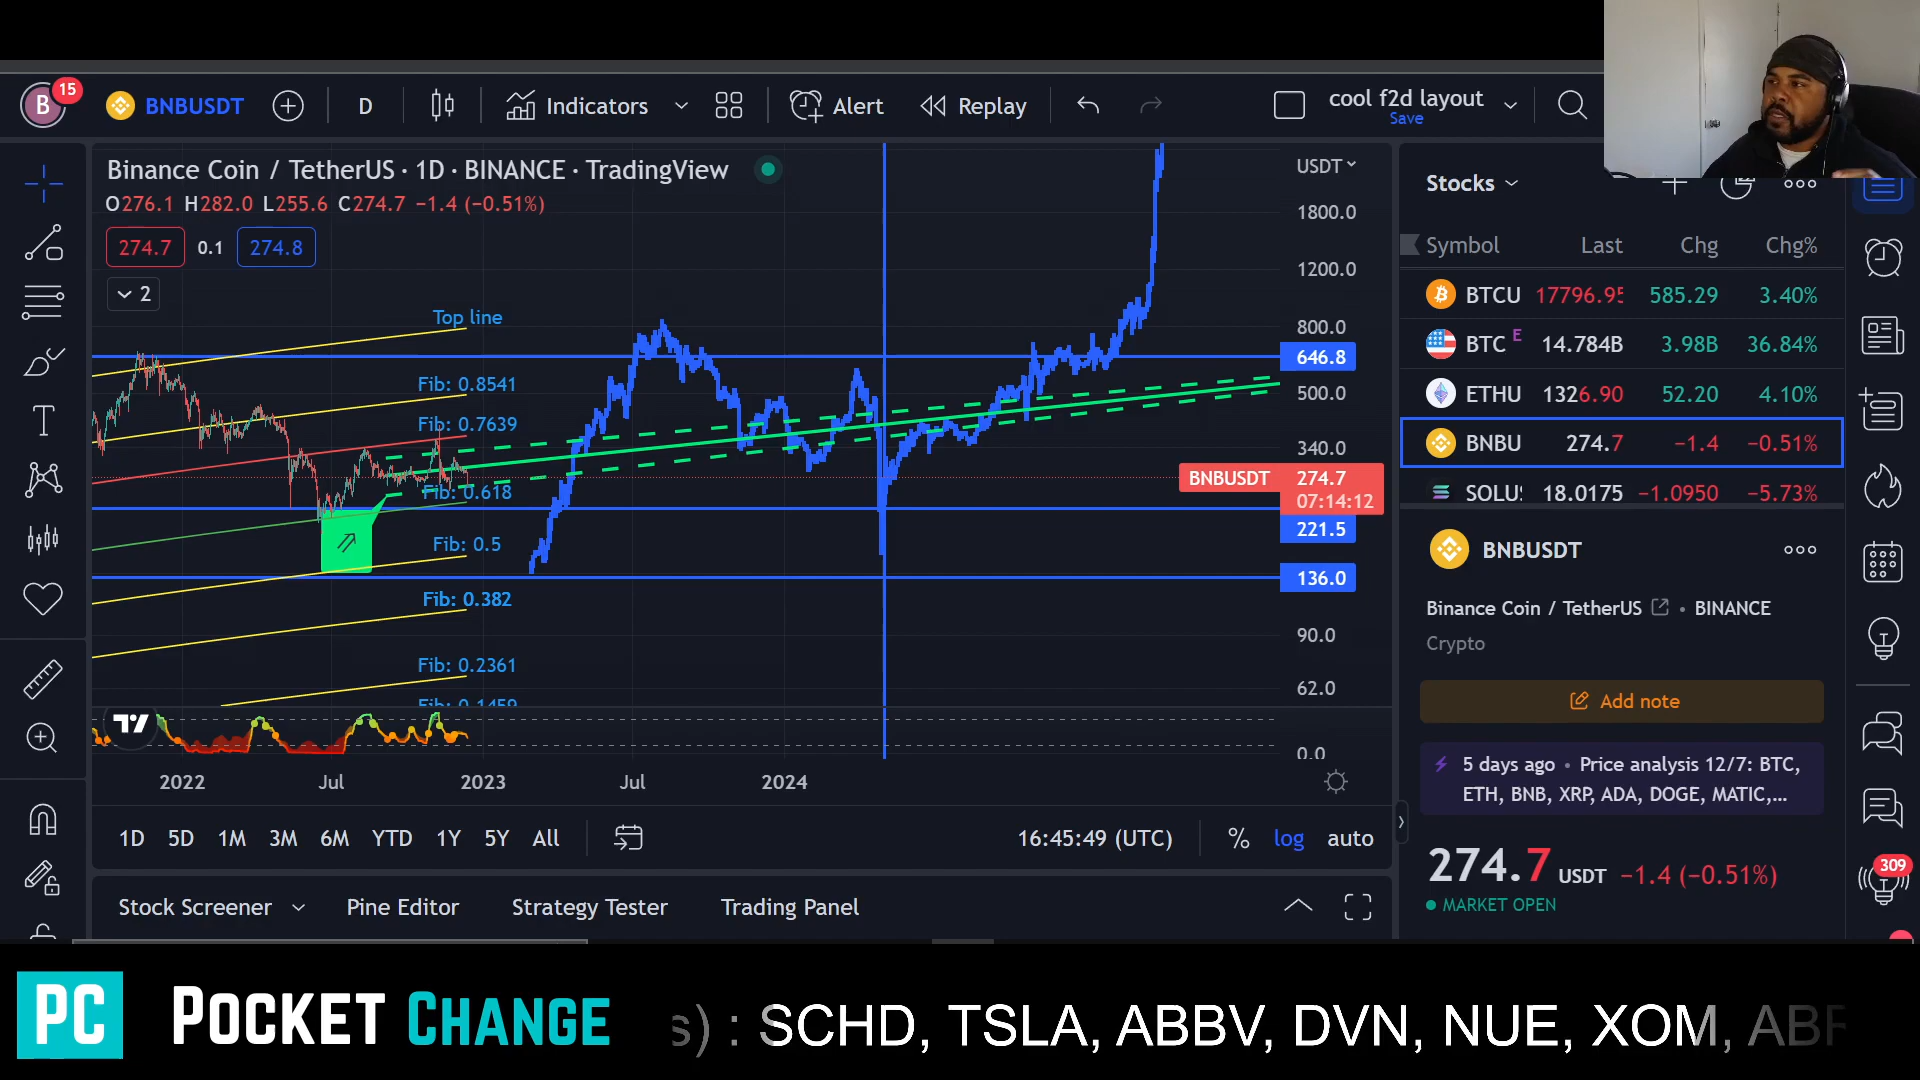 B
15
BNBUSDT
D
Indicators
Alert
Replay
cool f2d layout
Save
Binance Coin / TetherUS · 1D · BINANCE · TradingView
O276.1 H282.0 L255.6 C274.7 −1.4 (−0.51%)
274.7
0.1
274.8
2
USDT
1800.0
1200.0
800.0
646.8
500.0
340.0
BNBUSDT
274.7
07:14:12
221.5
136.0
90.0
62.0
0.0
Top line
Fib: 0.8541
Fib: 0.7639
Fib: 0.618
Fib: 0.5
Fib: 0.382
Fib: 0.2361
Fib: 0.1459
2022
Jul
2023
Jul
2024
1D 5D 1M 3M 6M YTD 1Y 5Y All
16:45:49 (UTC)
%
log
auto
Stock Screener
Pine Editor
Strategy Tester
Trading Panel
Stocks
Symbol Last Chg Chg%
BTCU 17796.95 585.29 3.40%
BTC E 14.784B 3.98B 36.84%
ETHU 1326.90 52.20 4.10%
BNBU 274.7 −1.4 −0.51%
SOLU 18.0175 −1.0950 −5.73%
BNBUSDT
Binance Coin / TetherUS • BINANCE
Crypto
Add note
5 days ago • Price analysis 12/7: BTC,
ETH, BNB, XRP, ADA, DOGE, MATIC,...
274.7 USDT −1.4 (−0.51%)
MARKET OPEN
309
PC
POCKET CHANGE
s) : SCHD, TSLA, ABBV, DVN, NUE, XOM,